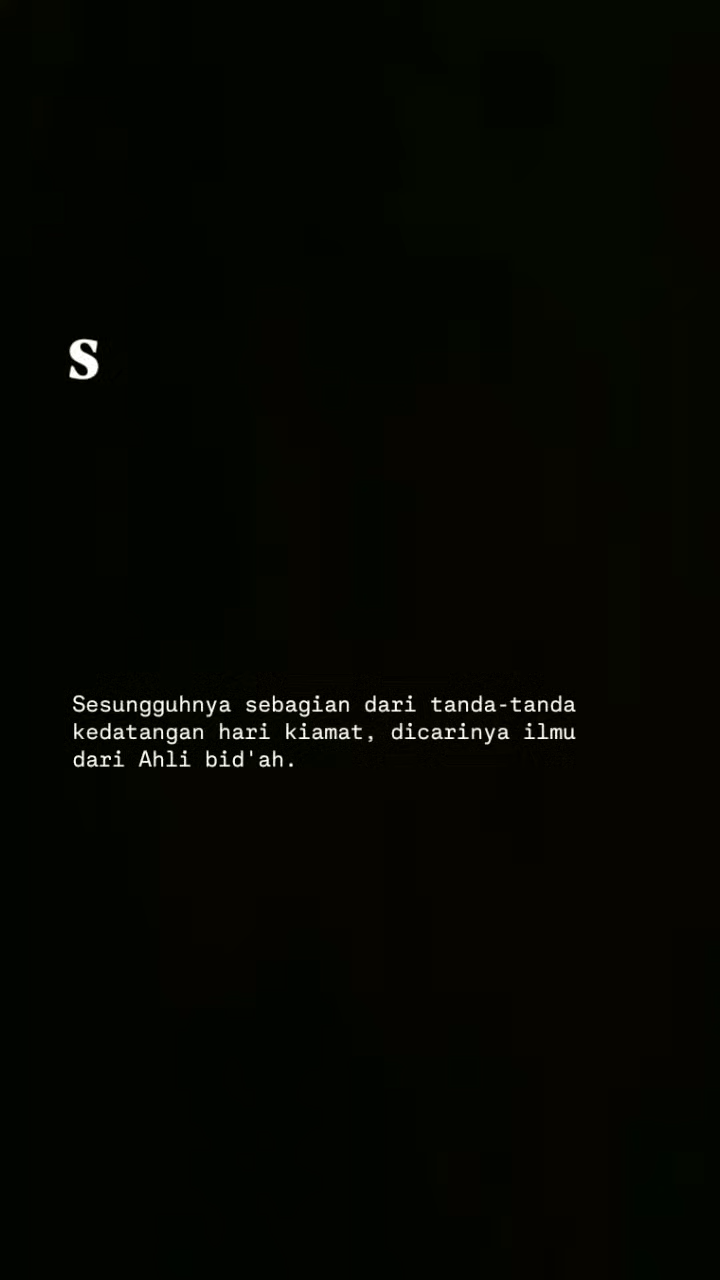 s
Sesungguhnya sebagian dari tanda-tanda
kedatangan hari kiamat, dicarinya ilmu
dari Ahli bid'ah.